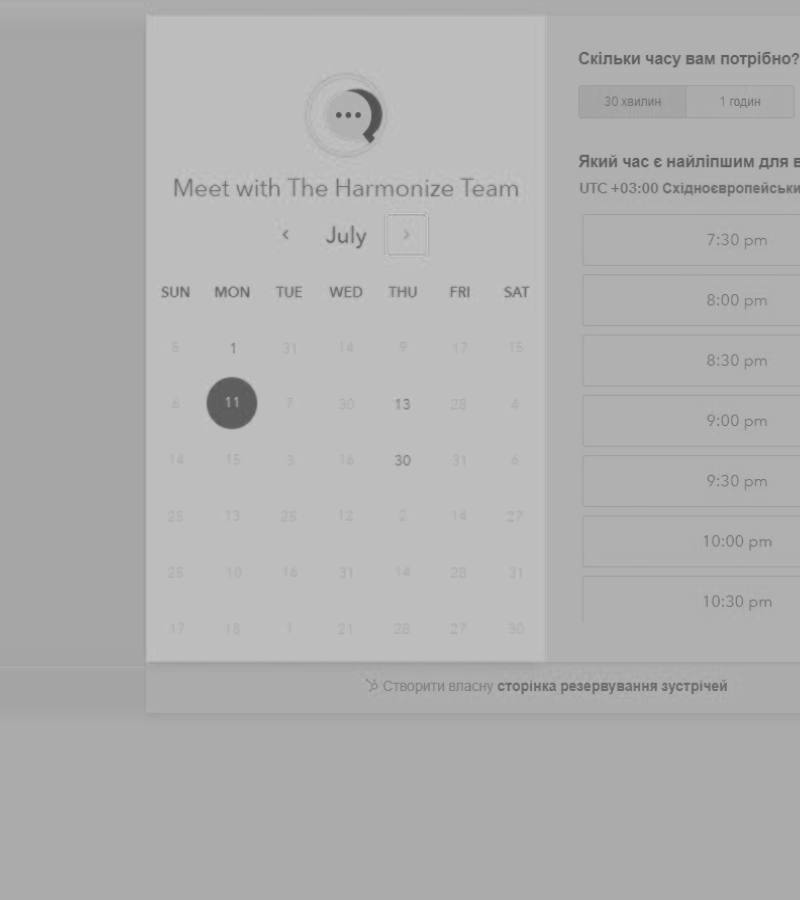 Meet with The Harmonize Team
July
SUN MON TUE WED THU FRI SAT
5 1 31 14 9 17 15
6 11 7 30 13 28 4
14 15 3 16 30 31 6
25 13 25 12 2 14 27
25 10 16 31 14 28 31
17 18 1 21 28 27 30
Скільки часу вам потрібно?
30 хвилин 1 годин
Який час є найліпшим для
UTC +03:00
7:30 pm
8:00 pm
8:30 pm
9:00 pm
9:30 pm
10:00 pm
10:30 pm
Створити власну сторінка резервування зустрічей